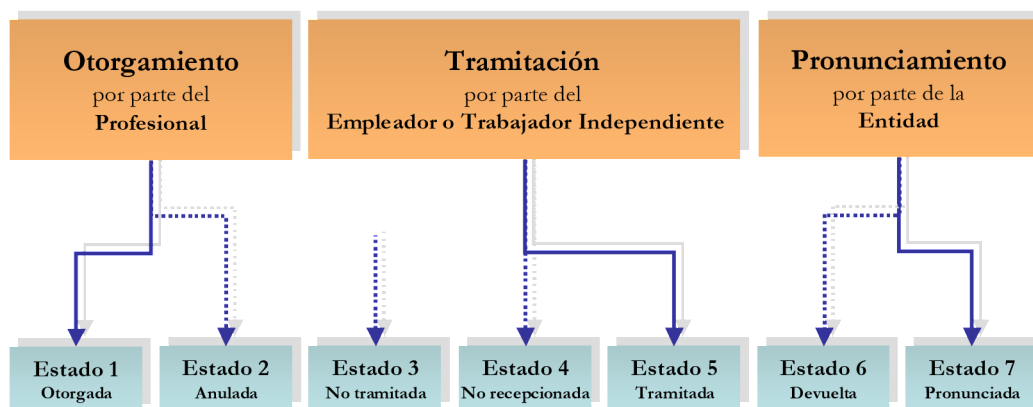 Otorgamiento
por parte del
Profesional
Tramitación
por parte del
Empleador o Trabajador Independiente
Pronunciamiento
por parte de la
Entidad
Estado 1
Otorgada
Estado 2
Anulada
Estado 3
No tramitada
Estado 4
No recepcionada
Estado 5
Tramitada
Estado 6
Devuelta
Estado 7
Pronunciada